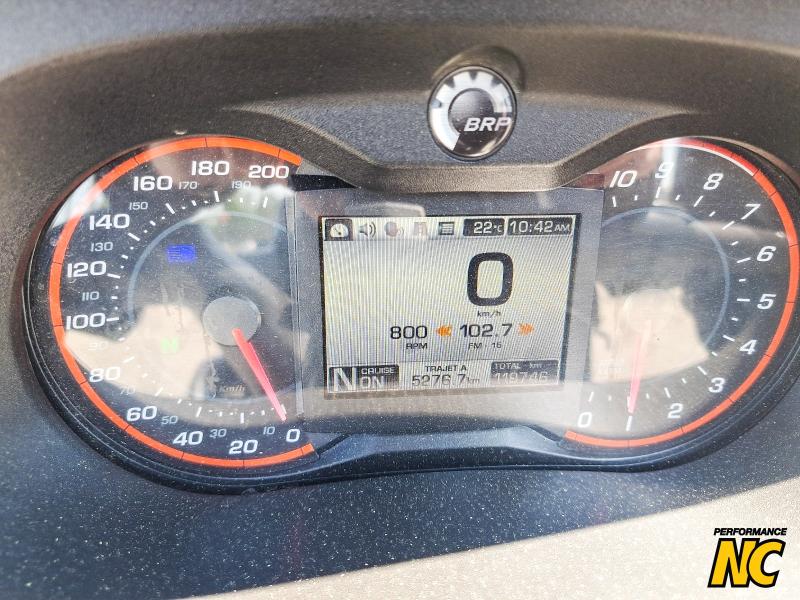 BRP
180 200
160 170 190
150
140
130
120
110
100
90
80
70
60 50
40 30
20 10 0
Km/h
22°C 10:42 AM
0
km/h
800 102.7
RPM FM 15
N CRUISE ON
TRAJET A
5276.7 km
TOTAL km
119746
10 9 8
7
6
5
4
3
2
1
0
PERFORMANCE
NC